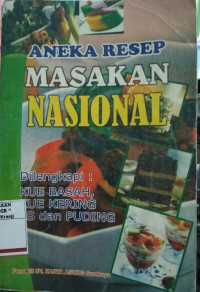 ANEKA RESEP
MASAKAN
NASIONAL
Dilengkapi :
KUE BASAH,
KUE KERING
ES dan PUDING